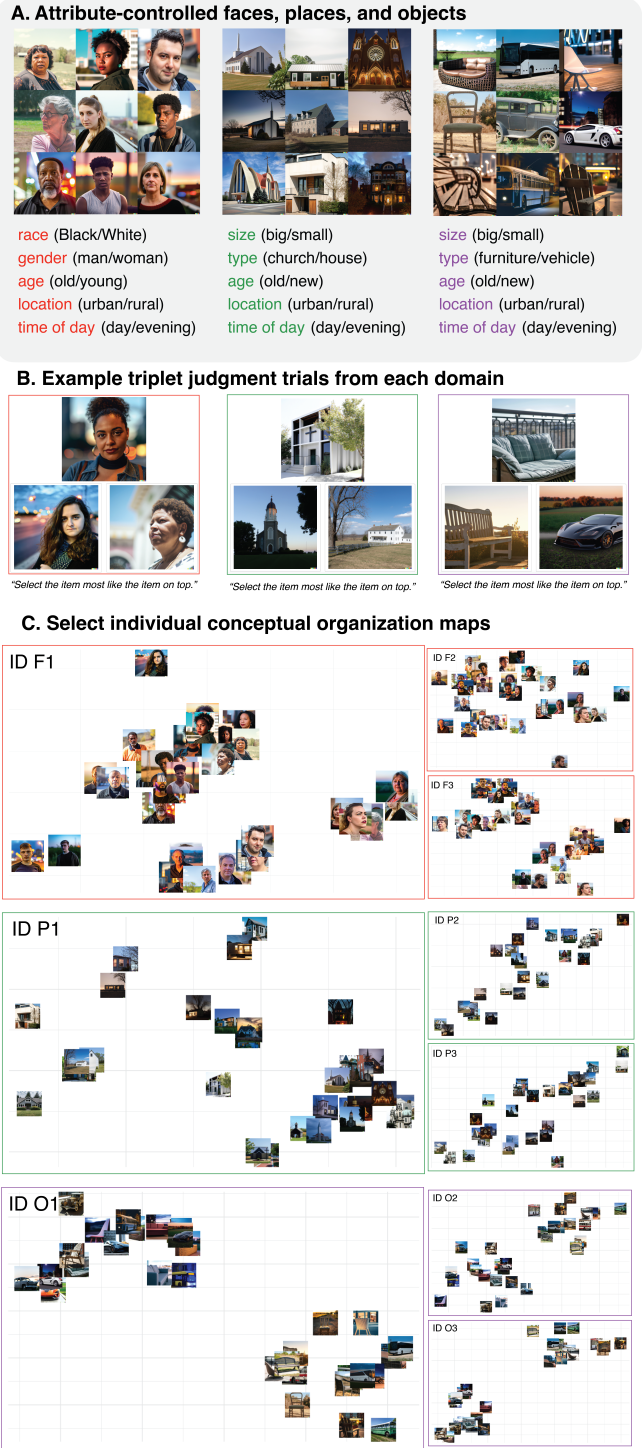 A. Attribute-controlled faces, places, and objects
race (Black/White)
gender (man/woman)
age (old/young)
location (urban/rural)
time of day (day/evening)
size (big/small)
type (church/house)
age (old/new)
location (urban/rural)
time of day (day/evening)
size (big/small)
type (furniture/vehicle)
age (old/new)
location (urban/rural)
time of day (day/evening)
B. Example triplet judgment trials from each domain
“Select the item most like the item on top.”
“Select the item most like the item on top.”
“Select the item most like the item on top.”
C. Select individual conceptual organization maps
ID F1
ID F2
ID F3
ID P1
ID P2
ID P3
ID O1
ID O2
ID O3